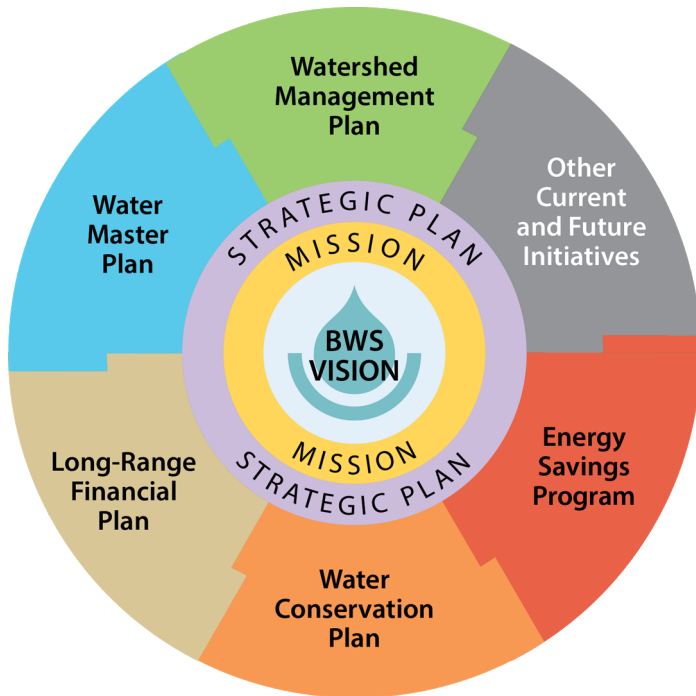 Watershed
Management
Plan
Other
Current
and Future
Initiatives
Water
Master
Plan
STRATEGIC PLAN
MISSION
BWS
VISION
MISSION
STRATEGIC PLAN
Energy
Savings
Program
Long-Range
Financial
Plan
Water
Conservation
Plan